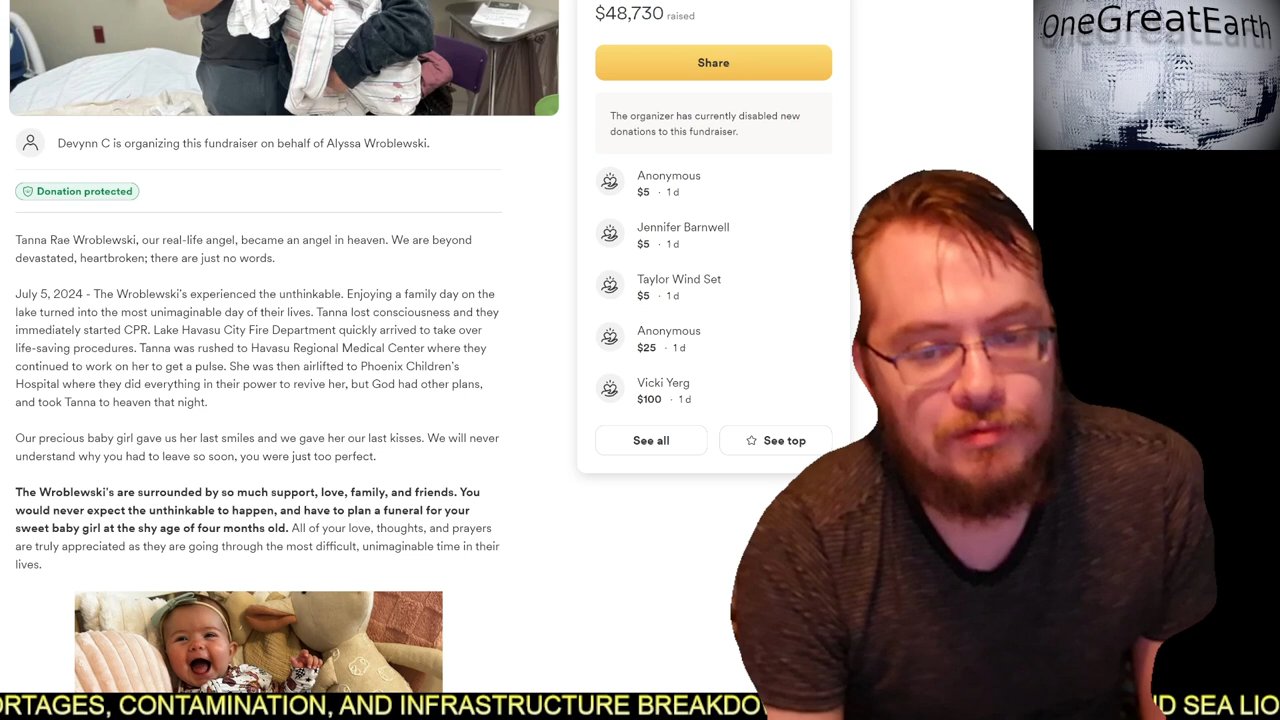 OneGreatEarth
$48,730 raised
Share
The organizer has currently disabled new
donations to this fundraiser.
Devynn C is organizing this fundraiser on behalf of Alyssa Wroblewski.
Donation protected
Anonymous
$5 · 1 d
Jennifer Barnwell
$5 · 1 d
Taylor Wind Set
$5 · 1 d
Anonymous
$25 · 1 d
Vicki Yerg
$100 · 1 d
See all
See top
Tanna Rae Wroblewski, our real-life angel, became an angel in heaven. We are beyond
devastated, heartbroken; there are just no words.
July 5, 2024 - The Wroblewski's experienced the unthinkable. Enjoying a family day on the
lake turned into the most unimaginable day of their lives. Tanna lost consciousness and they
immediately started CPR. Lake Havasu City Fire Department quickly arrived to take over
life-saving procedures. Tanna was rushed to Havasu Regional Medical Center where they
continued to work on her to get a pulse. She was then airlifted to Phoenix Children's
Hospital where they did everything in their power to revive her, but God had other plans,
and took Tanna to heaven that night.
Our precious baby girl gave us her last smiles and we gave her our last kisses. We will never
understand why you had to leave so soon, you were just too perfect.
The Wroblewski's are surrounded by so much support, love, family, and friends. You
would never expect the unthinkable to happen, and have to plan a funeral for your
sweet baby girl at the shy age of four months old. All of your love, thoughts, and prayers
are truly appreciated as they are going through the most difficult, unimaginable time in their
lives.
ORTAGES, CONTAMINATION, AND INFRASTRUCTURE BREAKDO ND SEA LIO